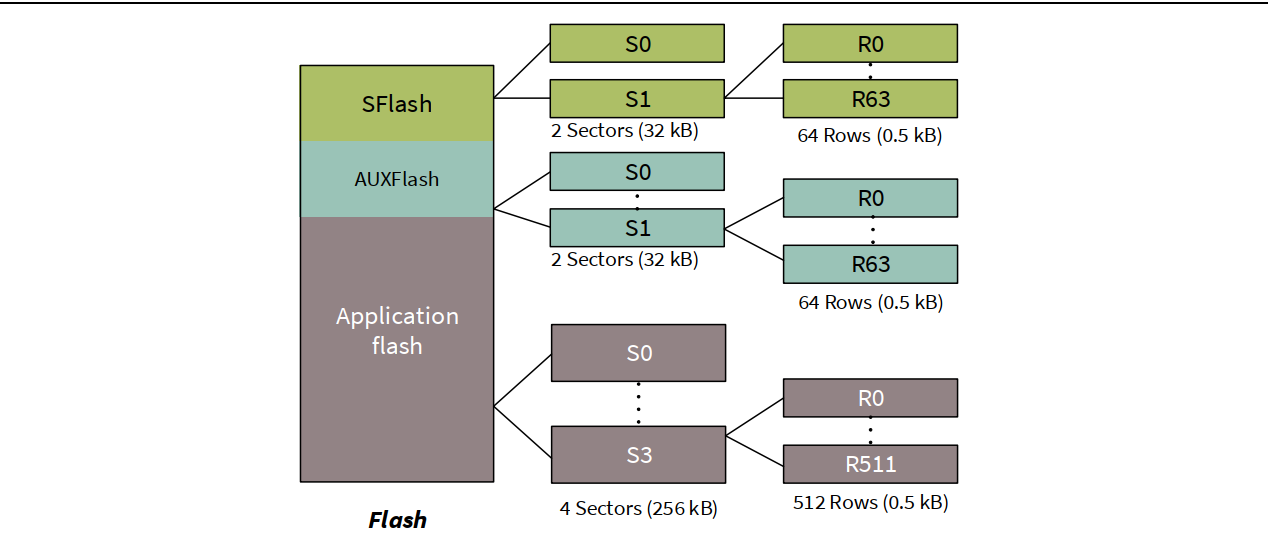 SFlash
AUXFlash
Application
flash
Flash
S0
S1
2 Sectors (32 kB)
R0
R63
64 Rows (0.5 kB)
S0
S1
2 Sectors (32 kB)
R0
R63
64 Rows (0.5 kB)
S0
S3
4 Sectors (256 kB)
R0
R511
512 Rows (0.5 kB)